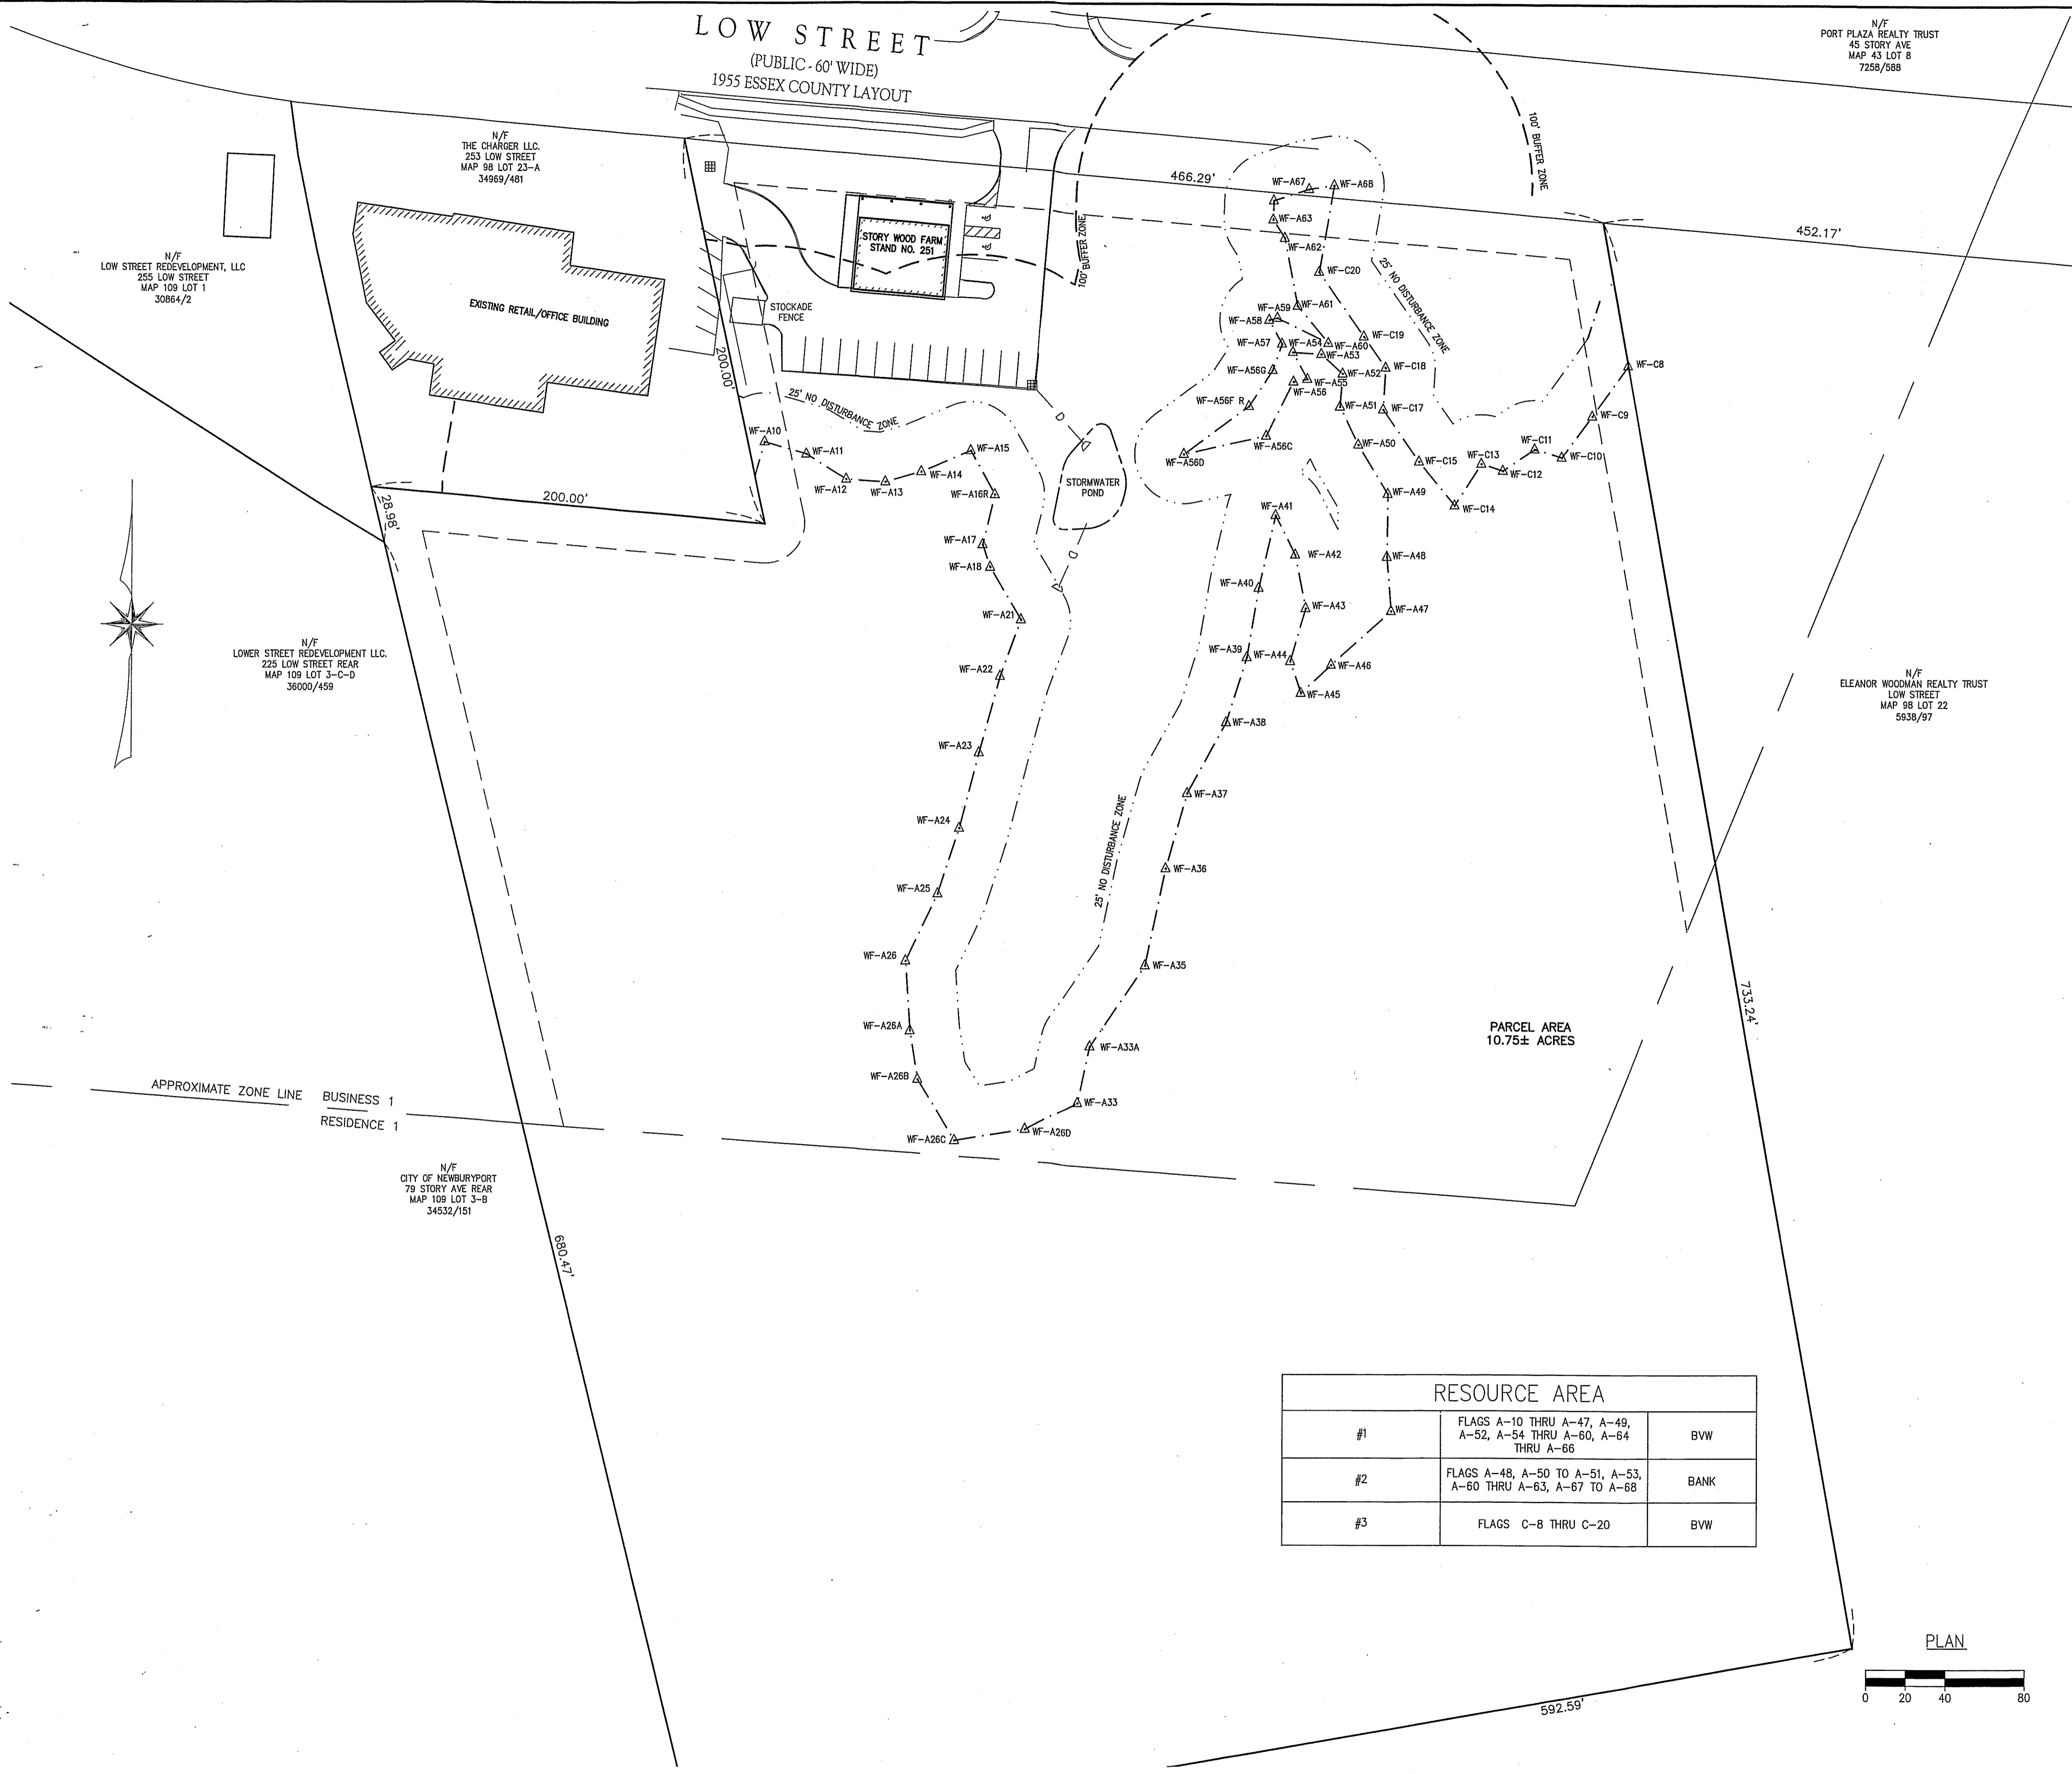 LOW STREET
(PUBLIC - 60' WIDE)
1955 ESSEX COUNTY LAYOUT
N/F
PORT PLAZA REALTY TRUST
45 STORY AVE
MAP 43 LOT 8
7258/588
N/F
THE CHARGER LLC.
253 LOW STREET
MAP 98 LOT 23-A
34969/481
N/F
LOW STREET REDEVELOPMENT, LLC
255 LOW STREET
MAP 109 LOT 1
30864/2
EXISTING RETAIL/OFFICE BUILDING
STORY WOOD FARM
STAND NO. 251
STOCKADE
FENCE
100' BUFFER ZONE
100' BUFFER ZONE
466.29'
452.17'
200.00'
200.00'
28.98'
25' NO DISTURBANCE ZONE
25' NO DISTURBANCE ZONE
25' NO DISTURBANCE ZONE
D
D
STORMWATER
POND
WF-A67
WF-A68
WF-A63
WF-A62
WF-C20
WF-A61
WF-A59
WF-A58
WF-C19
WF-A57
WF-A54
WF-A60
WF-A53
WF-C18
WF-A56G
WF-A52
WF-A55
WF-A56
WF-C8
WF-A56F R
WF-A51
WF-C17
WF-C9
WF-A56C
WF-A50
WF-A56D
WF-C15
WF-C13
WF-C11
WF-C10
WF-C12
WF-A49
WF-C14
WF-A10
WF-A11
WF-A12
WF-A13
WF-A14
WF-A15
WF-A16R
WF-A17
WF-A18
WF-A21
WF-A22
WF-A23
WF-A24
WF-A25
WF-A26
WF-A26A
WF-A26B
WF-A26C
WF-A26D
WF-A33
WF-A33A
WF-A35
WF-A36
WF-A37
WF-A38
WF-A39
WF-A40
WF-A41
WF-A42
WF-A43
WF-A44
WF-A45
WF-A46
WF-A47
WF-A48
N/F
LOWER STREET REDEVELOPMENT LLC.
225 LOW STREET REAR
MAP 109 LOT 3-C-D
36000/459
N/F
ELEANOR WOODMAN REALTY TRUST
LOW STREET
MAP 98 LOT 22
5938/97
733.24'
PARCEL AREA
10.75± ACRES
APPROXIMATE ZONE LINE BUSINESS 1
RESIDENCE 1
N/F
CITY OF NEWBURYPORT
79 STORY AVE REAR
MAP 109 LOT 3-B
34532/151
680.47'
RESOURCE AREA
#1 FLAGS A-10 THRU A-47, A-49,
A-52, A-54 THRU A-60, A-64
THRU A-66 BVW
#2 FLAGS A-48, A-50 TO A-51, A-53,
A-60 THRU A-63, A-67 TO A-68 BANK
#3 FLAGS C-8 THRU C-20 BVW
592.59'
PLAN
0 20 40 80